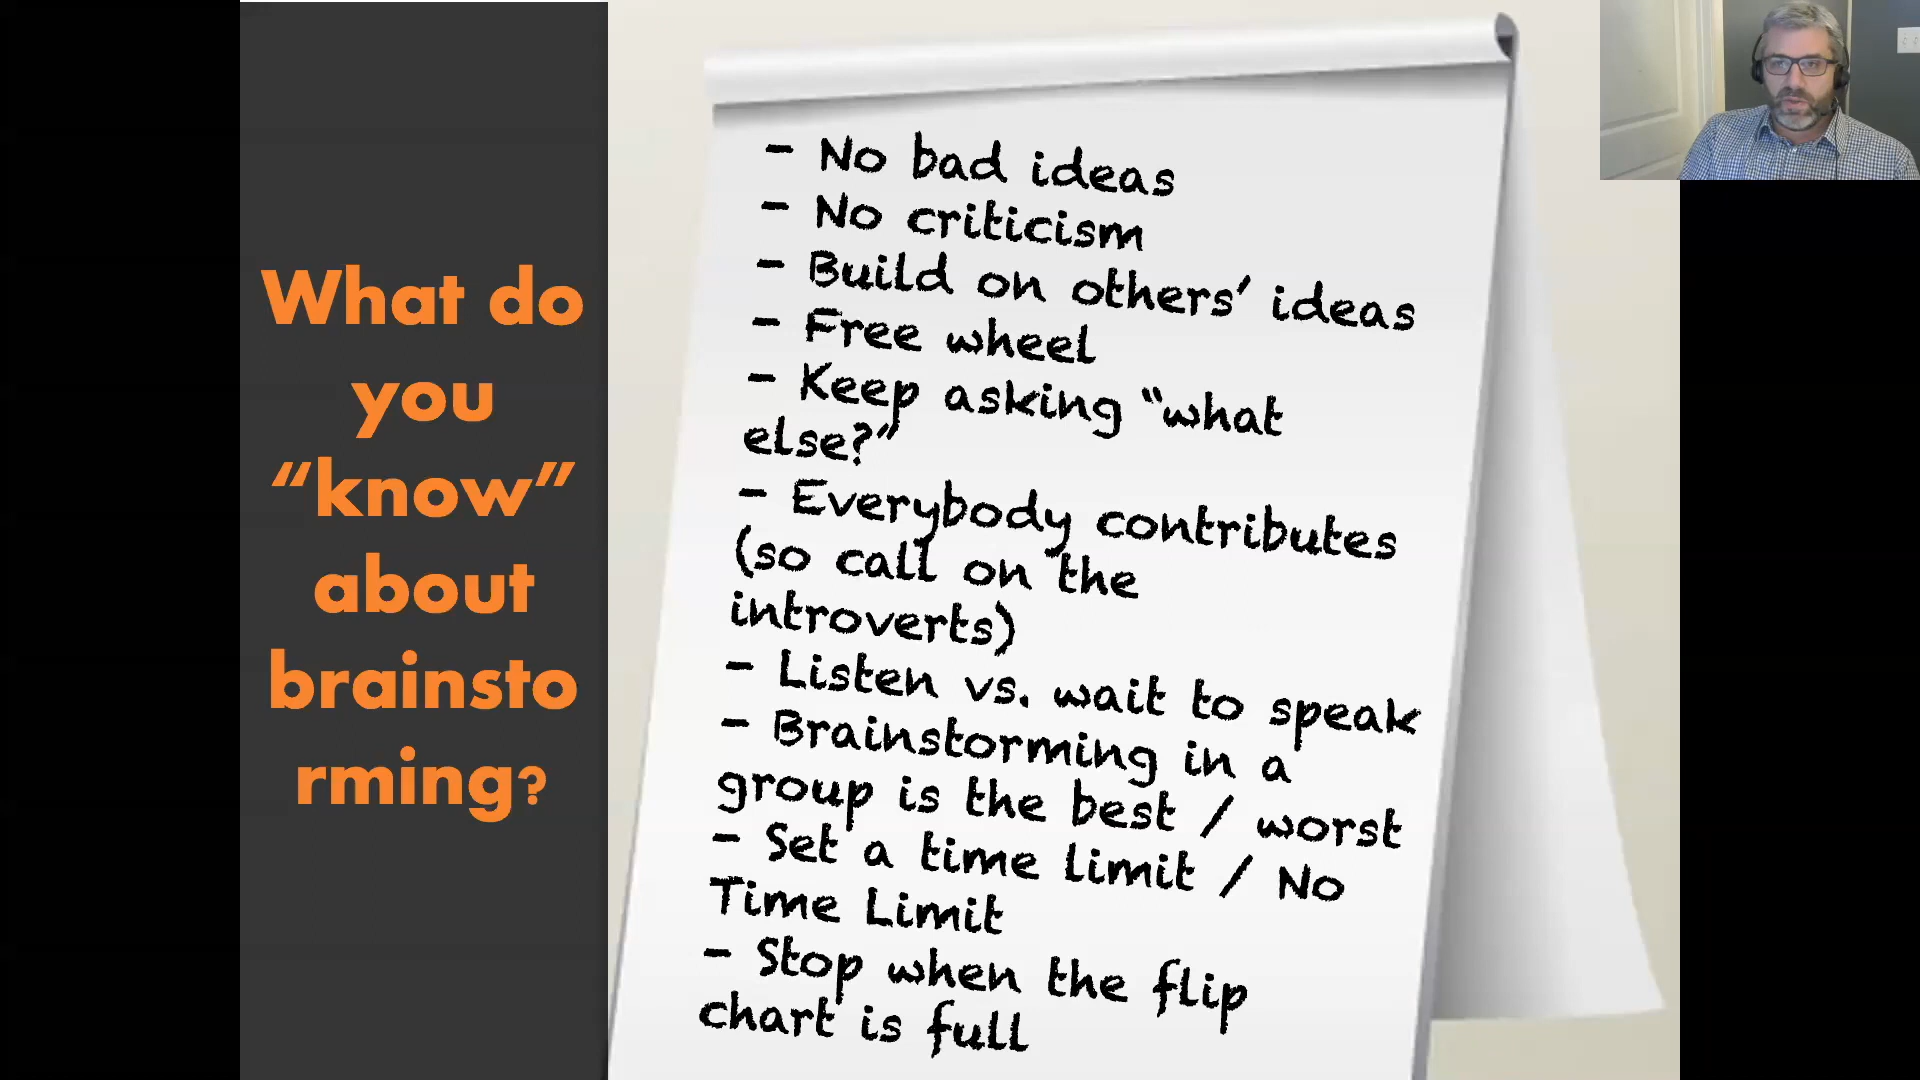 What do
you
“know”
about
brainsto
rming?
- No bad ideas
- No criticism
- Build on others’ ideas
- Free wheel
- Keep asking “what
else?”
- Everybody contributes
(so call on the
introverts)
- Listen vs. wait to speak
- Brainstorming in a
group is the best / worst
- Set a time limit / No
Time Limit
- Stop when the flip
chart is full